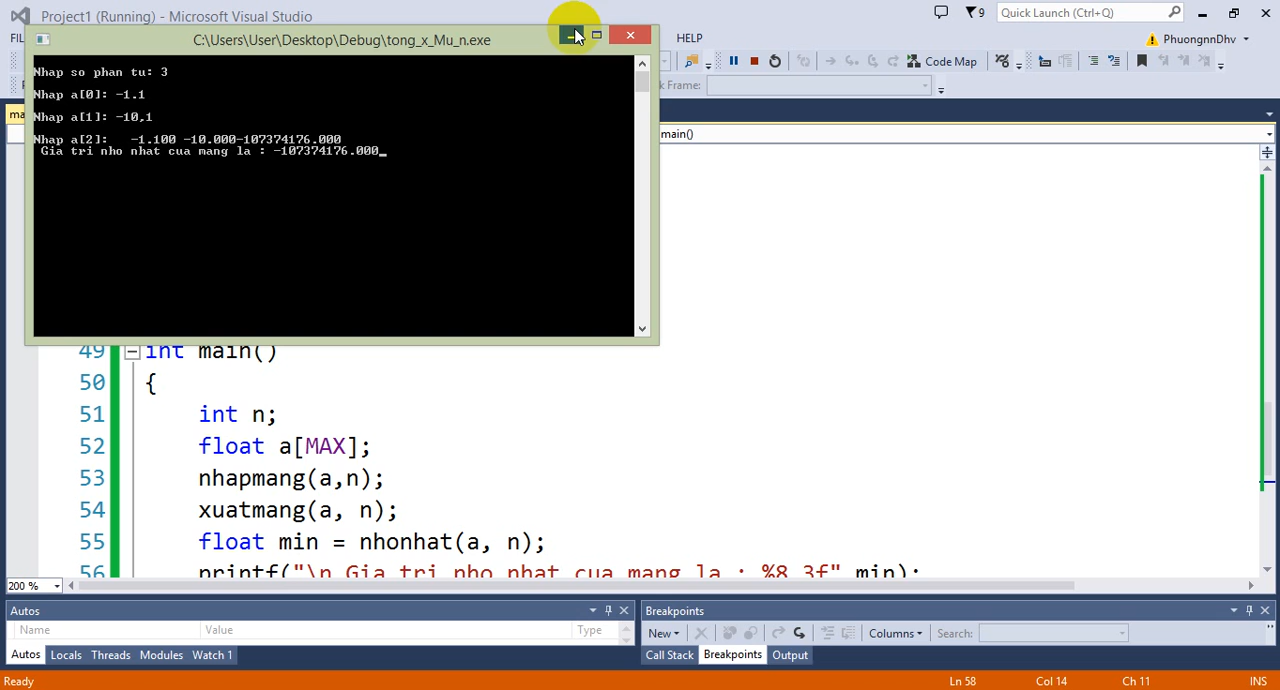 Project1 (Running) - Microsoft Visual Studio
9
Quick Launch (Ctrl+Q)
C:\Users\User\Desktop\Debug\tong_x_Mu_n.exe
HELP
PhuongnnDhv
Code Map
Frame:
main()
Nhap so phan tu: 3
Nhap a[0]: -1.1
Nhap a[1]: -10,1
Nhap a[2]:   -1.100 -10.000-107374176.000
Gia tri nho nhat cua mang la : -107374176.000_
49 int main()
50 {
51 int n;
52 float a[MAX];
53 nhapmang(a,n);
54 xuatmang(a, n);
55 float min = nhonhat(a, n);
56 printf("\n Gia tri nho nhat cua mang la : %8.3f",min);
200 %
Autos
Name Value Type
Autos Locals Threads Modules Watch 1
Breakpoints
New Columns Search:
Call Stack Breakpoints Output
Ready Ln 58 Col 14 Ch 11 INS